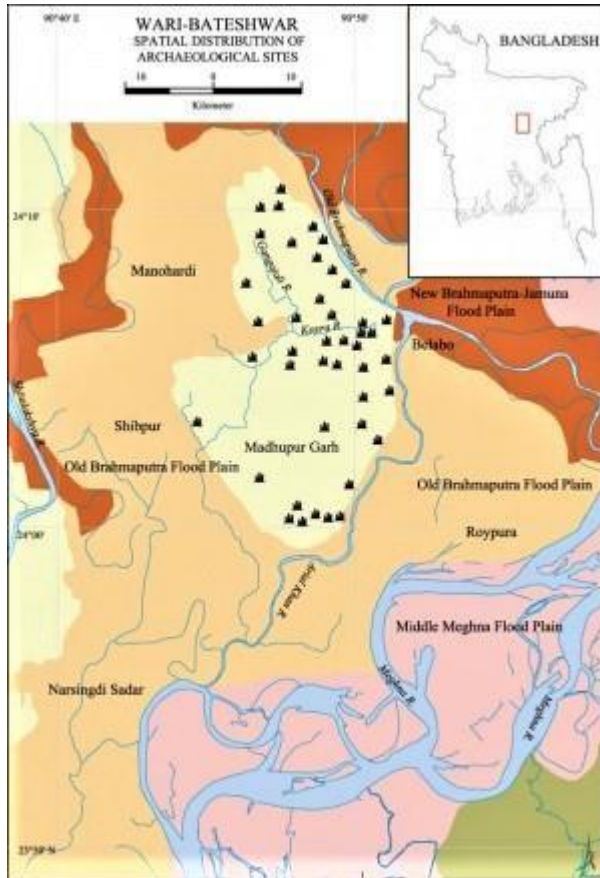 90°40'
WARI-BATESHWAR
90°50'
SPATIAL DISTRIBUTION OF
ARCHAEOLOGICAL SITES
10 0 10
Kilometer
BANGLADESH
24°10'
Old Brahmaputra R.
Manohardi
New Brahmaputra-Jamuna
Flood Plain
Belabo
Shibpur
Madhupur Garh
Old Brahmaputra Flood Plain
Old Brahmaputra Flood Plain
24°00'
Roypura
Arial Khan R.
Middle Meghna Flood Plain
Narsingdi Sadar
Meghna R.
Meghna R.
23°50'N